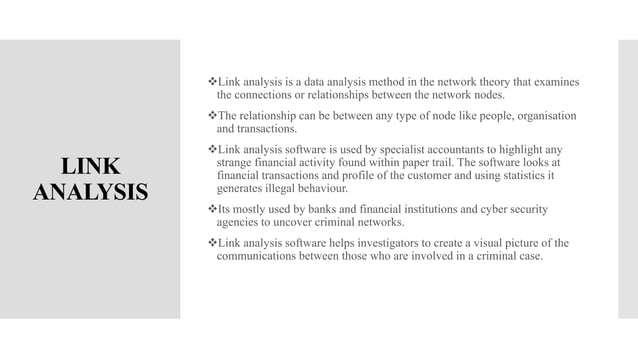 LINK
ANALYSIS
❖Link analysis is a data analysis method in the network theory that examines
the connections or relationships between the network nodes.
❖The relationship can be between any type of node like people, organisation
and transactions.
❖Link analysis software is used by specialist accountants to highlight any
strange financial activity found within paper trail. The software looks at
financial transactions and profile of the customer and using statistics it
generates illegal behaviour.
❖Its mostly used by banks and financial institutions and cyber security
agencies to uncover criminal networks.
❖Link analysis software helps investigators to create a visual picture of the
communications between those who are involved in a criminal case.